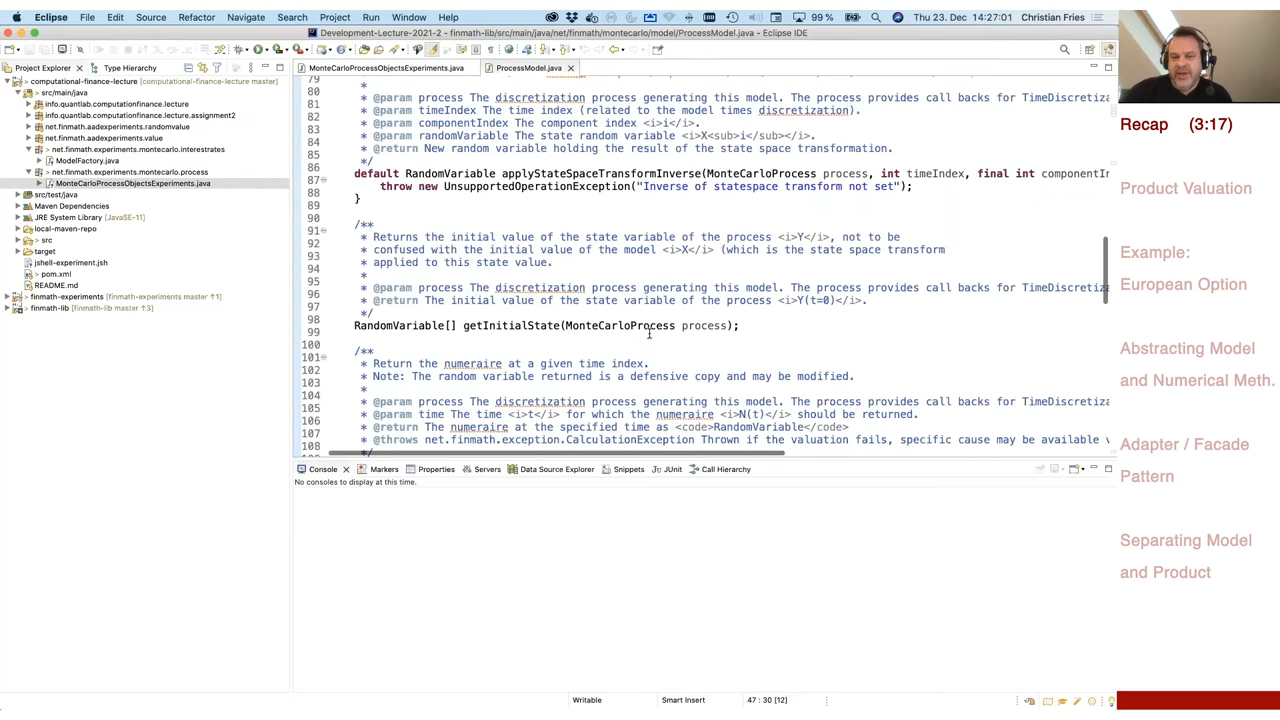 Eclipse File Edit Source Refactor Navigate Search Project Run Window Help 99 % Thu 23. Dec 14:27:01 Christian Fries
Development-Lecture-2021-2 - finmath-lib/src/main/java/net/finmath/montecarlo/model/ProcessModel.java - Eclipse IDE
Project Explorer Type Hierarchy
computational-finance-lecture (computational-finance-lecture master)
src/main/java
info.quantlab.computationfinance.lecture
info.quantlab.computationfinance.lecture.assignment2
net.finmath.aadexperiments.randomvalue
net.finmath.aadexperiments.value
net.finmath.experiments.montecarlo.interestrates
ModelFactory.java
net.finmath.experiments.montecarlo.process
MonteCarloProcessObjectsExperiments.java
src/test/java
Maven Dependencies
JRE System Library [JavaSE-11]
local-maven-repo
src
target
jshell-experiment.jsh
pom.xml
README.md
finmath-experiments (finmath-experiments master ↑1)
finmath-lib (finmath-lib master ↑3)
MonteCarloProcessObjectsExperiments.java ProcessModel.java
79
80 *
81 * @param process The discretization process generating this model. The process provides call backs for TimeDiscretiza
82 * @param timeIndex The time index (related to the model times discretization).
83 * @param componentIndex The component index <i>i</i>.
84 * @param randomVariable The state random variable <i>X<sub>i</sub></i>.
85 * @return New random variable holding the result of the state space transformation.
86 */
87 default RandomVariable applyStateSpaceTransformInverse(MonteCarloProcess process, int timeIndex, final int componentIn
88 throw new UnsupportedOperationException("Inverse of statespace transform not set");
89 }
90
91 /**
92 * Returns the initial value of the state variable of the process <i>Y</i>, not to be
93 * confused with the initial value of the model <i>X</i> (which is the state space transform
94 * applied to this state value.
95 *
96 * @param process The discretization process generating this model. The process provides call backs for TimeDiscretiza
97 * @return The initial value of the state variable of the process <i>Y(t=0)</i>.
98 */
99 RandomVariable[] getInitialState(MonteCarloProcess process);
100
101 /**
102 * Return the numeraire at a given time index.
103 * Note: The random variable returned is a defensive copy and may be modified.
104 *
105 * @param process The discretization process generating this model. The process provides call backs for TimeDiscretiza
106 * @param time The time <i>t</i> for which the numeraire <i>N(t)</i> should be returned.
107 * @return The numeraire at the specified time as <code>RandomVariable</code>
108 * @throws net.finmath.exception.CalculationException Thrown if the valuation fails, specific cause may be available v
*/
Console Markers Properties Servers Data Source Explorer Snippets JUnit Call Hierarchy
No consoles to display at this time.
Writable Smart Insert 47 : 30 [12]
Recap (3:17)
Product Valuation
Example:
European Option
Abstracting Model
and Numerical Meth.
Adapter / Facade
Pattern
Separating Model
and Product